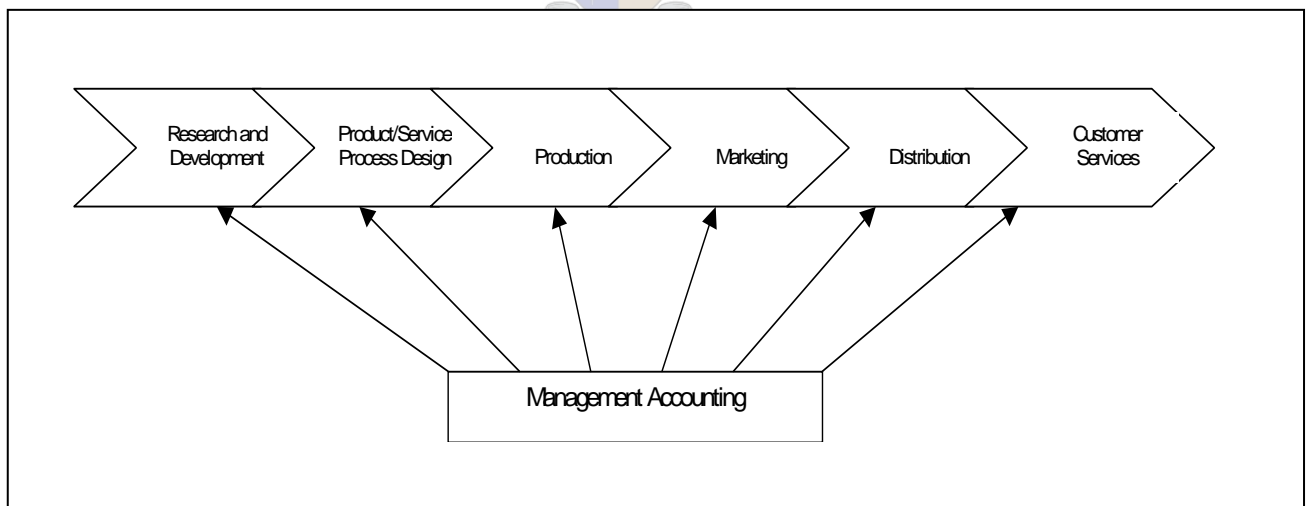 Research and
Development
Product/Service
Process Design
Production
Marketing
Distribution
Customer
Services
Management Accounting